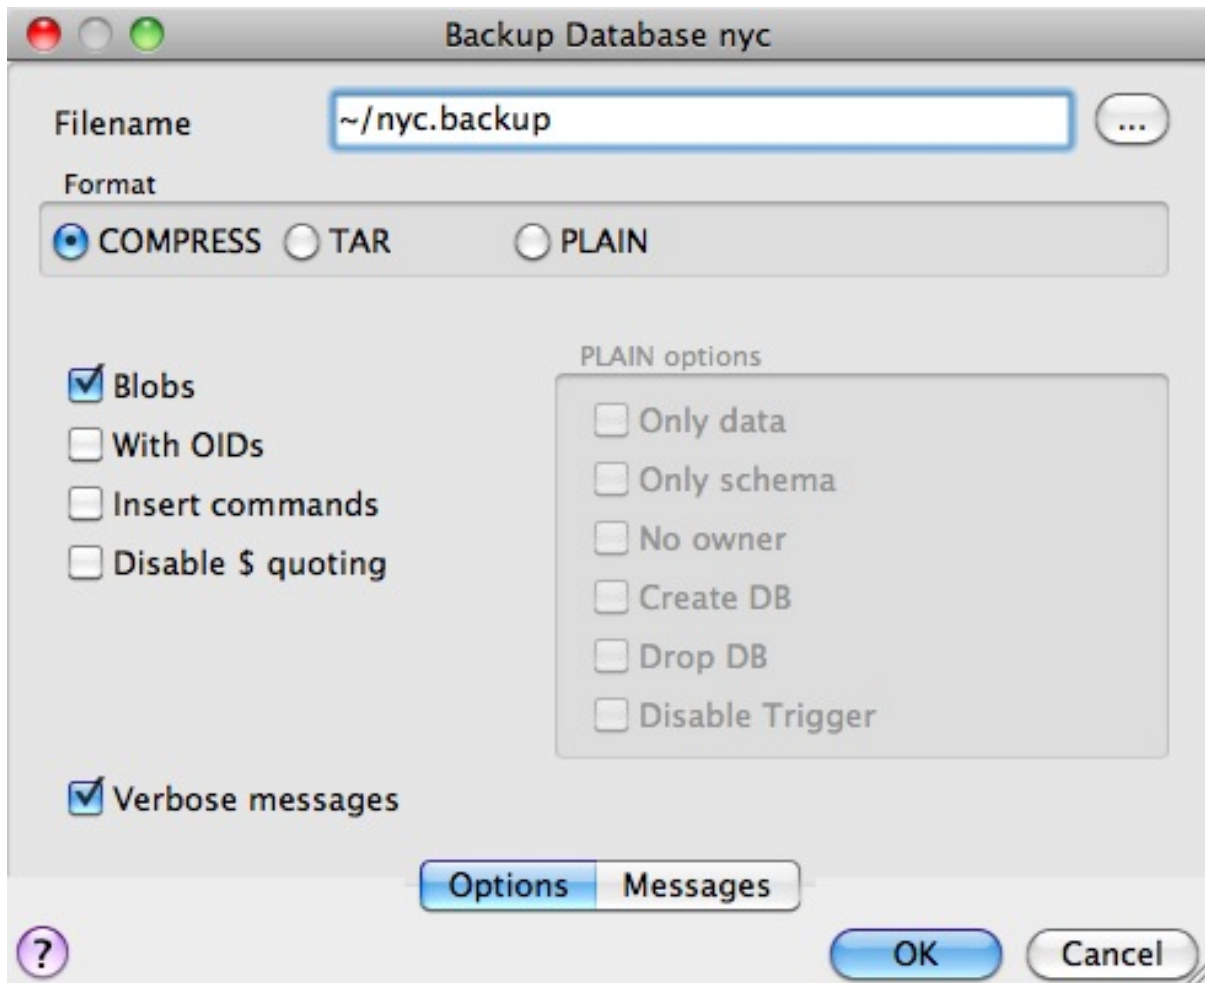 Backup Database nyc
Filename
~/nyc.backup
...
Format
COMPRESS
TAR
PLAIN
Blobs
With OIDs
Insert commands
Disable $ quoting
PLAIN options
Only data
Only schema
No owner
Create DB
Drop DB
Disable Trigger
Verbose messages
Options
Messages
?
OK
Cancel